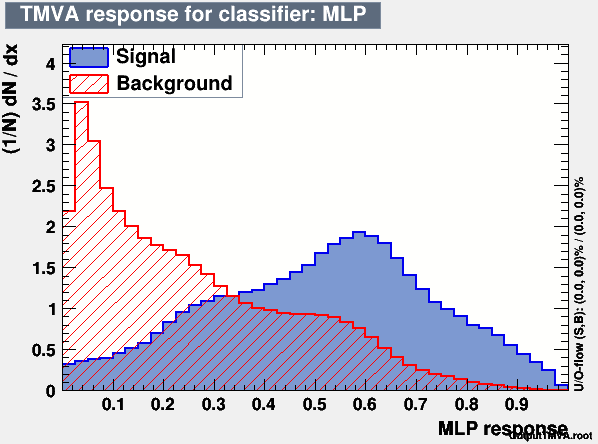 TMVA response for classifier: MLP
Signal
Background
(1/N) dN / dx
4
3.5
3
2.5
2
1.5
1
0.5
0
0.1 0.2 0.3 0.4 0.5 0.6 0.7 0.8 0.9
MLP response
U/O-flow (S,B): (0.0, 0.0)% / (0.0, 0.0)%
OutputTMVA.root